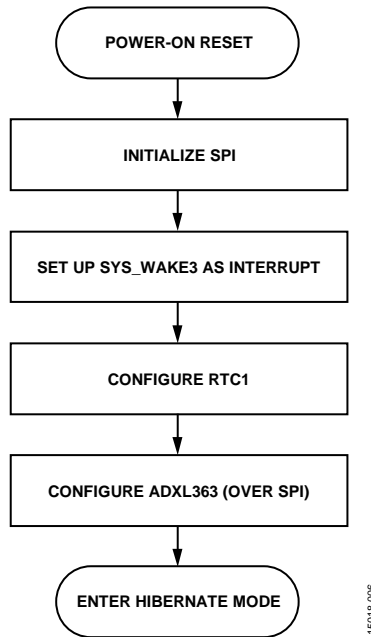 POWER-ON RESET
INITIALIZE SPI
SET UP SYS_WAKE3 AS INTERRUPT
CONFIGURE RTC1
CONFIGURE ADXL363 (OVER SPI)
ENTER HIBERNATE MODE
15018-006